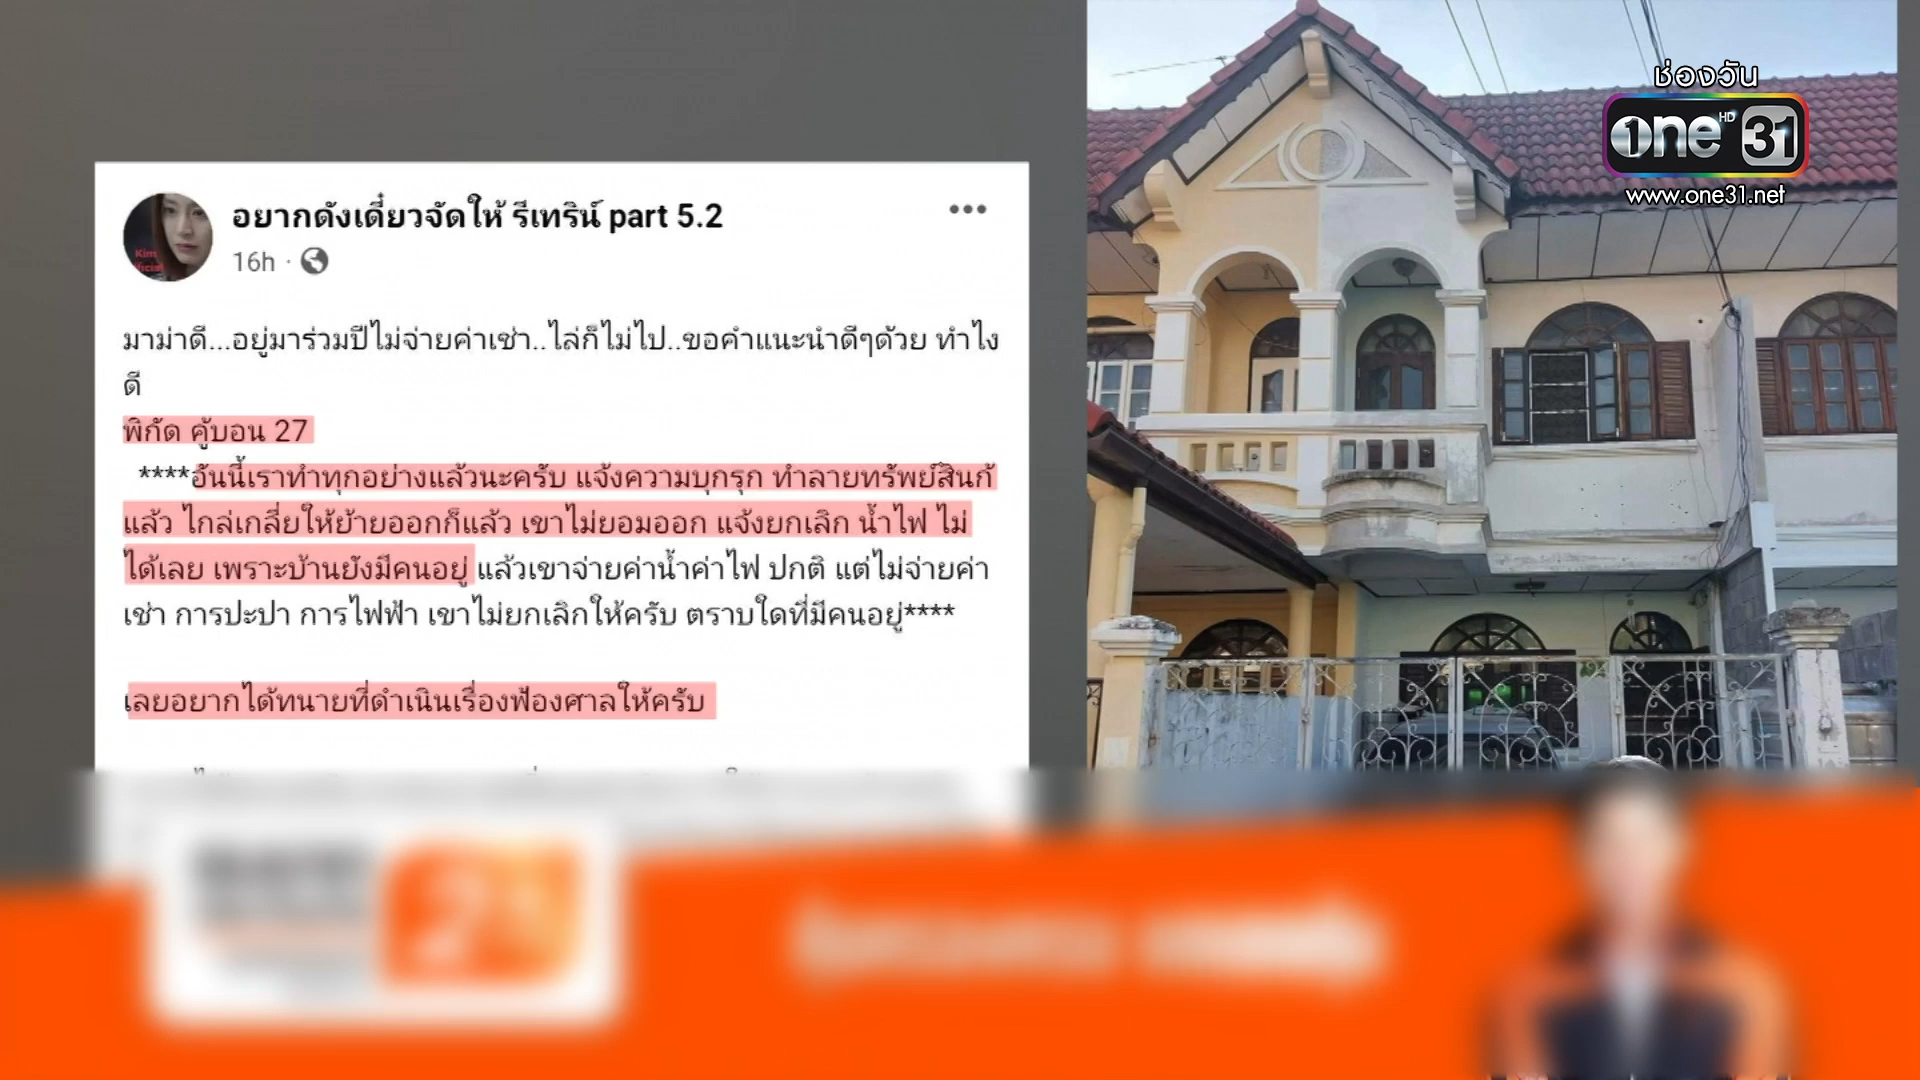 ช่องวัน
one HD 31
www.one31.net
อยากดังเดี๋ยวจัดให้ รีเทริน์ part 5.2
16h ·
มาม่าดี...อยู่มาร่วมปีไม่จ่ายค่าเช่า..ไล่ก็ไม่ไป..ขอคำแนะนำดีๆด้วย ทำไง
ดี
พิกัด คู้บอน 27
****อันนี้เราทำทุกอย่างแล้วนะครับ แจ้งความบุกรุก ทำลายทรัพย์สินก้
แล้ว ไกล่เกลี่ยให้ย้ายออกก็แล้ว เขาไม่ยอมออก แจ้งยกเลิก น้ำไฟ ไม่
ได้เลย เพราะบ้านยังมีคนอยู่ แล้วเขาจ่ายค่าน้ำค่าไฟ ปกติ แต่ไม่จ่ายค่า
เช่า การปะปา การไฟฟ้า เขาไม่ยกเลิกให้ครับ ตราบใดที่มีคนอยู่****
เลยอยากได้ทนายที่ดำเนินเรื่องฟ้องศาลให้ครับ